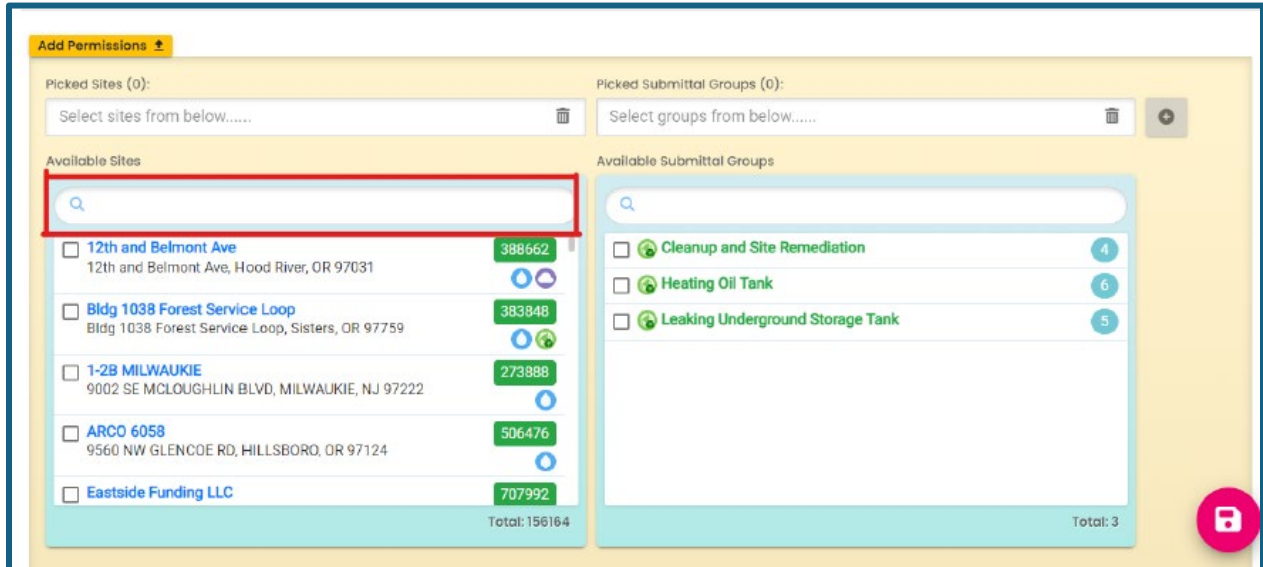 Add Permissions
Picked Sites (0):
Select sites from below......
Picked Submittal Groups (0):
Select groups from below......
Available Sites
12th and Belmont Ave
388662
12th and Belmont Ave, Hood River, OR 97031
Bldg 1038 Forest Service Loop
383848
Bldg 1038 Forest Service Loop, Sisters, OR 97759
1-2B MILWAUKIE
273888
9002 SE MCLOUGHLIN BLVD, MILWAUKIE, NJ 97222
ARCO 6058
506476
9560 NW GLENCOE RD, HILLSBORO, OR 97124
Eastside Funding LLC
707992
Total: 156164
Available Submittal Groups
Cleanup and Site Remediation
4
Heating Oil Tank
6
Leaking Underground Storage Tank
5
Total: 3